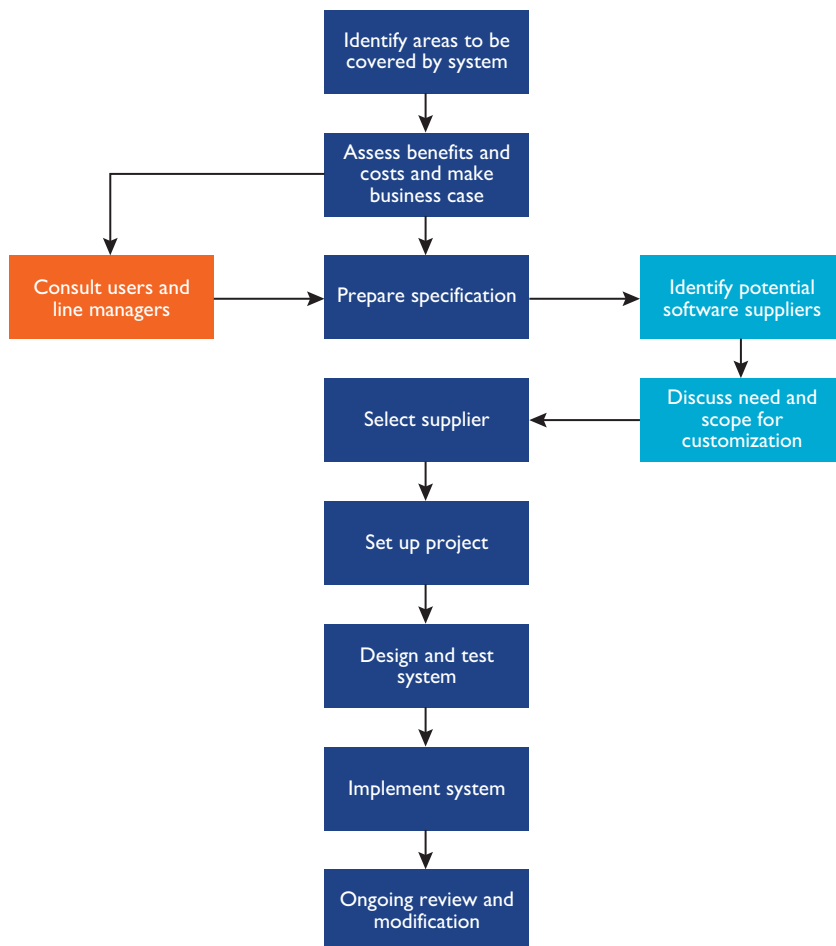 Identify areas to be
covered by system
Assess benefits and
costs and make
business case
Consult users and
line managers
Prepare specification
Identify potential
software suppliers
Discuss need and
scope for
customization
Select supplier
Set up project
Design and test
system
Implement system
Ongoing review and
modification